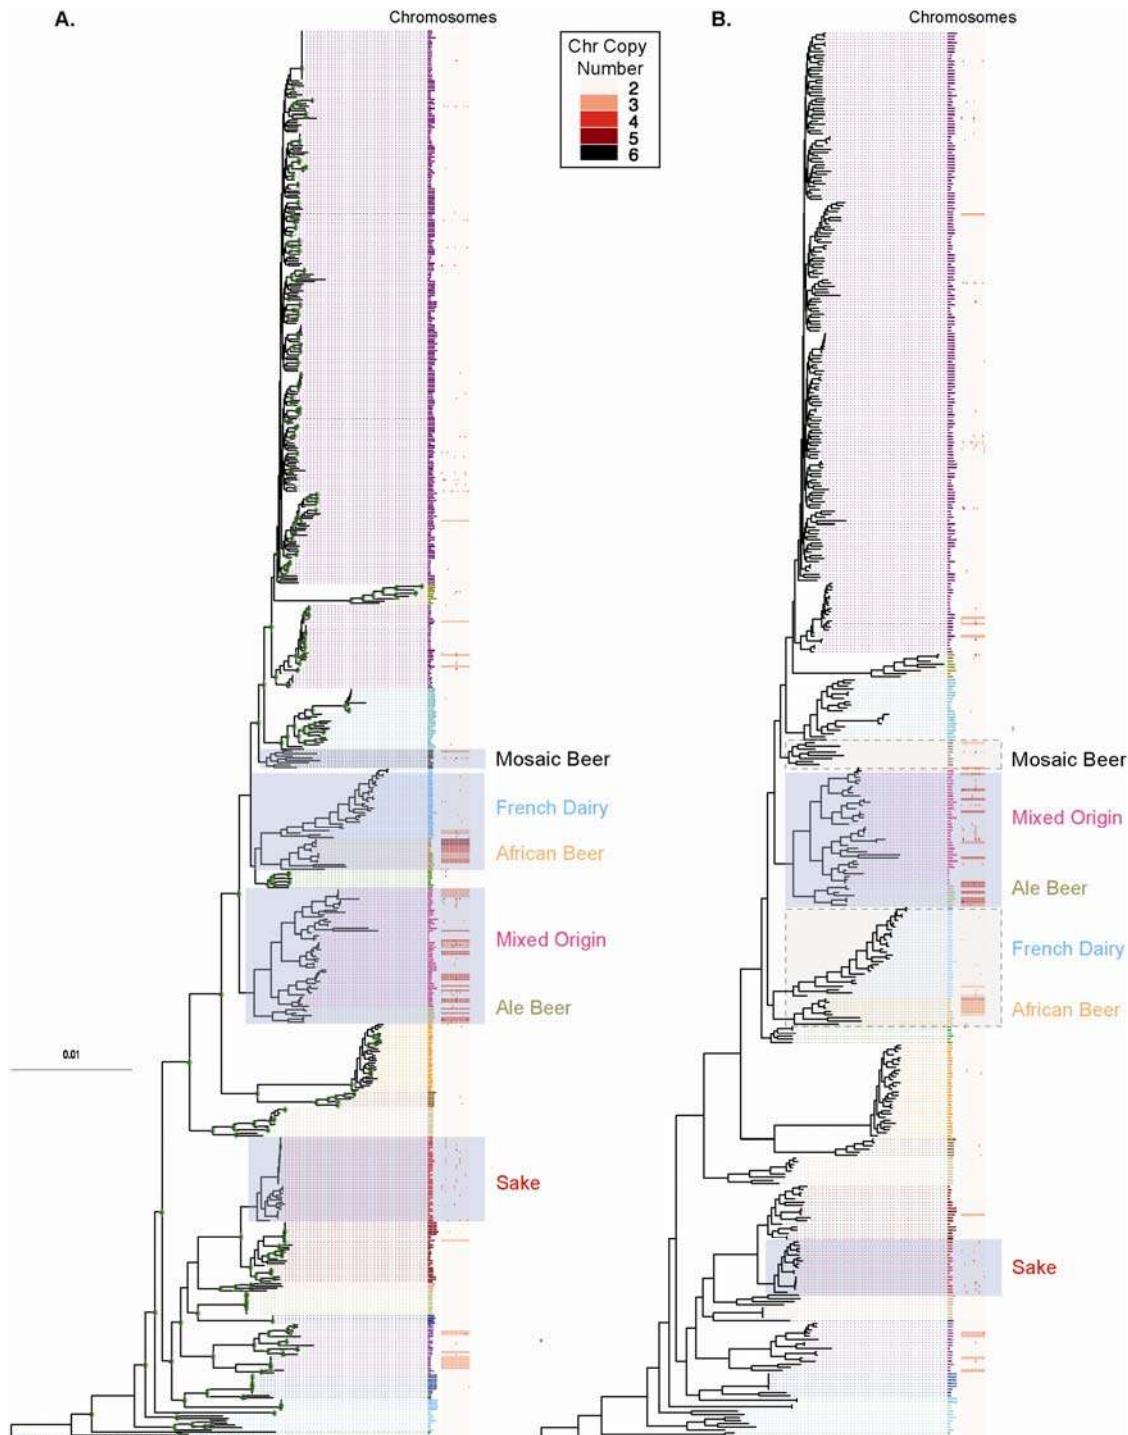 A.
Chromosomes
B.
Chromosomes
Chr Copy
Number
2
3
4
5
6
Mosaic Beer
French Dairy
African Beer
Mixed Origin
Ale Beer
0.01
Sake
Mosaic Beer
Mixed Origin
Ale Beer
French Dairy
African Beer
Sake